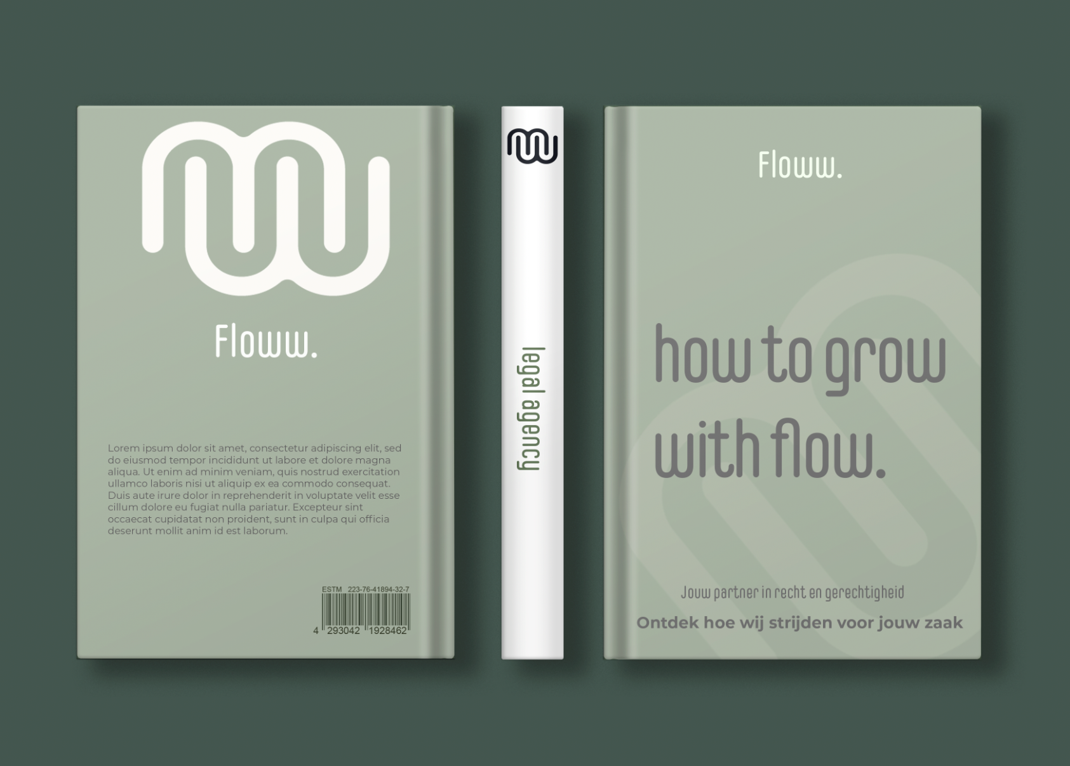 Floww.
Lorem ipsum dolor sit amet, consectetur adipiscing elit, sed
do eiusmod tempor incididunt ut labore et dolore magna
aliqua. Ut enim ad minim veniam, quis nostrud exercitation
ullamco laboris nisi ut aliquip ex ea commodo consequat.
Duis aute irure dolor in reprehenderit in voluptate velit esse
cillum dolore eu fugiat nulla pariatur. Excepteur sint
occaecat cupidatat non proident, sunt in culpa qui officia
deserunt mollit anim id est laborum.
ESTM 223-76-41894-32-7
4 293042 1928462
legal agency
Floww.
how to grow
with flow.
Jouw partner in recht en gerechtigheid
Ontdek hoe wij strijden voor jouw zaak